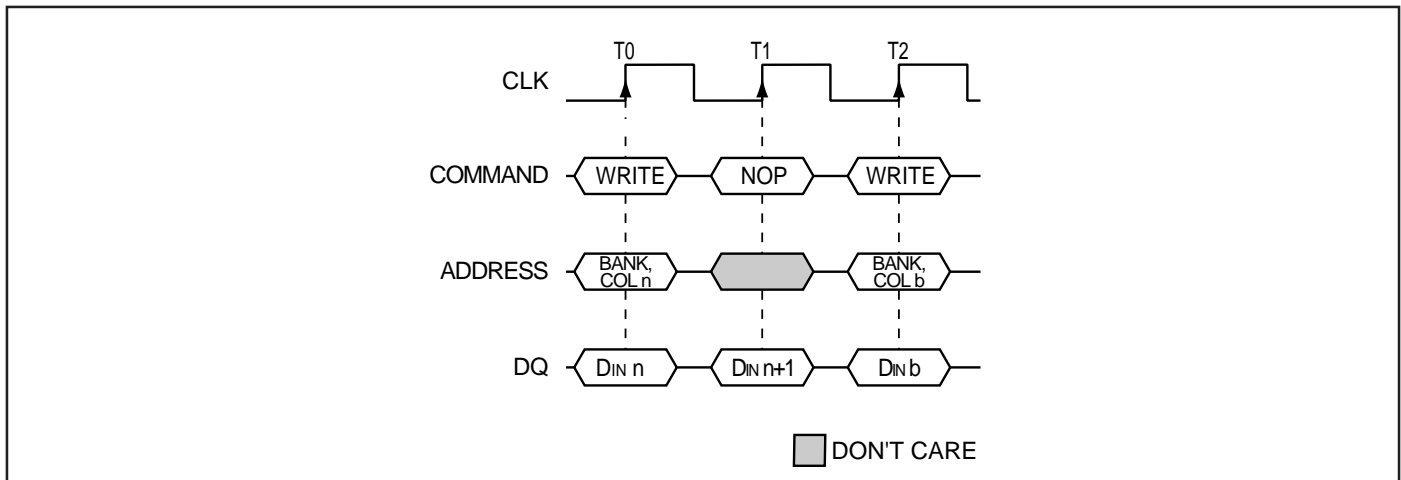 T0 T1 T2
CLK
COMMAND WRITE NOP WRITE
ADDRESS BANK, COL n BANK, COL b
DQ DIN n DIN n+1 DIN b
DON'T CARE